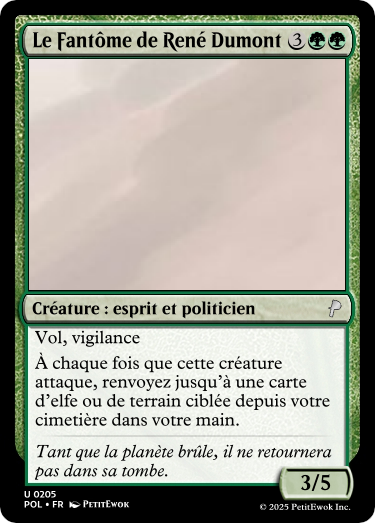 Le Fantôme de René Dumont 3
Créature : esprit et politicien
Vol, vigilance
À chaque fois que cette créature
attaque, renvoyez jusqu'à une carte
d'elfe ou de terrain ciblée depuis votre
cimetière dans votre main.
Tant que la planète brûle, il ne retournera
pas dans sa tombe.
3/5
U 0205
POL • FR PetitEwok
© 2025 PetitEwok Inc.